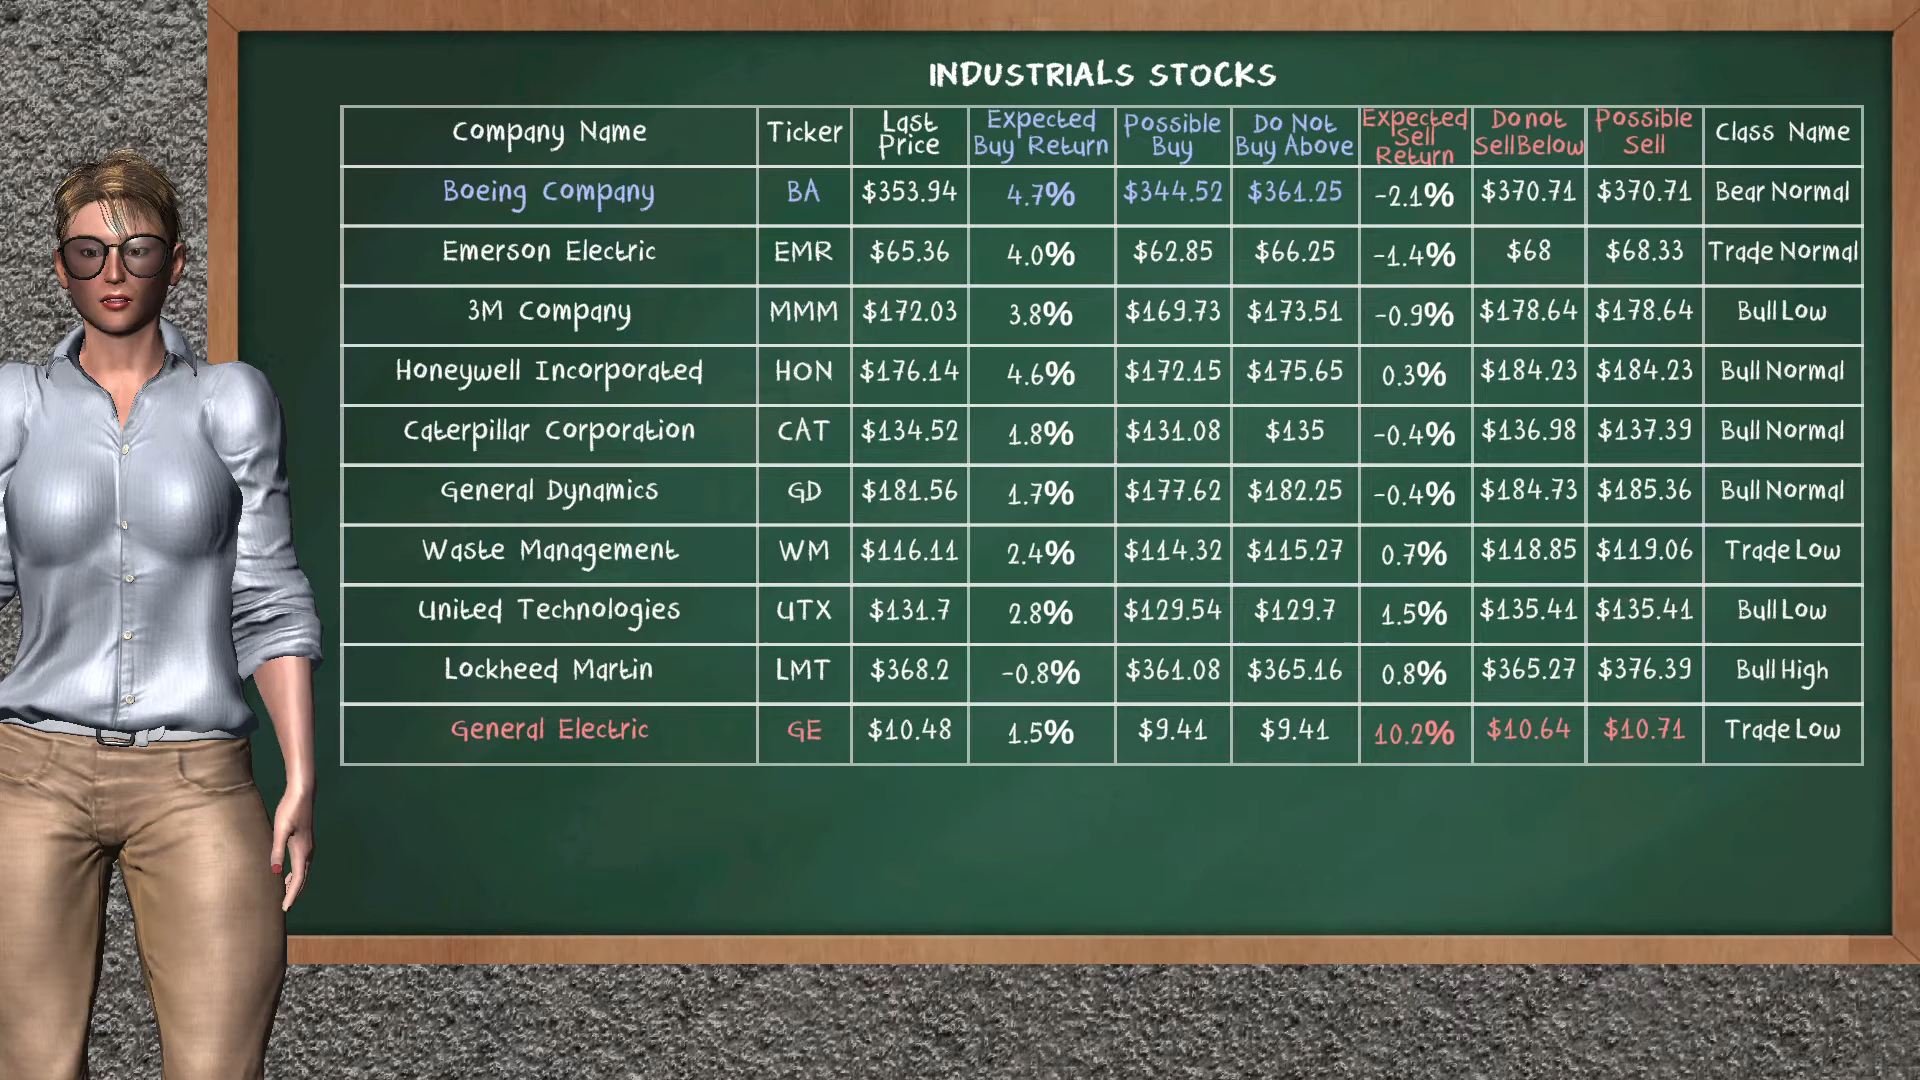 INDUSTRIALS STOCKS
Company Name Ticker Last Price Expected Buy Return Possible Buy Do Not Buy Above Expected Sell Return Do not Sell Below Possible Sell Class Name
Boeing Company BA $353.94 4.7% $344.52 $361.25 -2.1% $370.71 $370.71 Bear Normal
Emerson Electric EMR $65.36 4.0% $62.85 $66.25 -1.4% $68 $68.33 Trade Normal
3M Company MMM $172.03 3.8% $169.73 $173.51 -0.9% $178.64 $178.64 Bull Low
Honeywell Incorporated HON $176.14 4.6% $172.15 $175.65 0.3% $184.23 $184.23 Bull Normal
Caterpillar Corporation CAT $134.52 1.8% $131.08 $135 -0.4% $136.98 $137.39 Bull Normal
General Dynamics GD $181.56 1.7% $177.62 $182.25 -0.4% $184.73 $185.36 Bull Normal
Waste Management WM $116.11 2.4% $114.32 $115.27 0.7% $118.85 $119.06 Trade Low
United Technologies UTX $131.7 2.8% $129.54 $129.7 1.5% $135.41 $135.41 Bull Low
Lockheed Martin LMT $368.2 -0.8% $361.08 $365.16 0.8% $365.27 $376.39 Bull High
General Electric GE $10.48 1.5% $9.41 $9.41 10.2% $10.64 $10.71 Trade Low